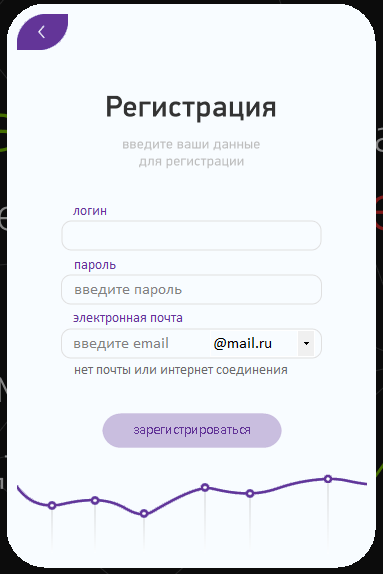 Регистрация
введите ваши данные
для регистрации
логин
пароль
введите пароль
электронная почта
введите email @mail.ru
нет почты или интернет соединения
зарегистрироваться